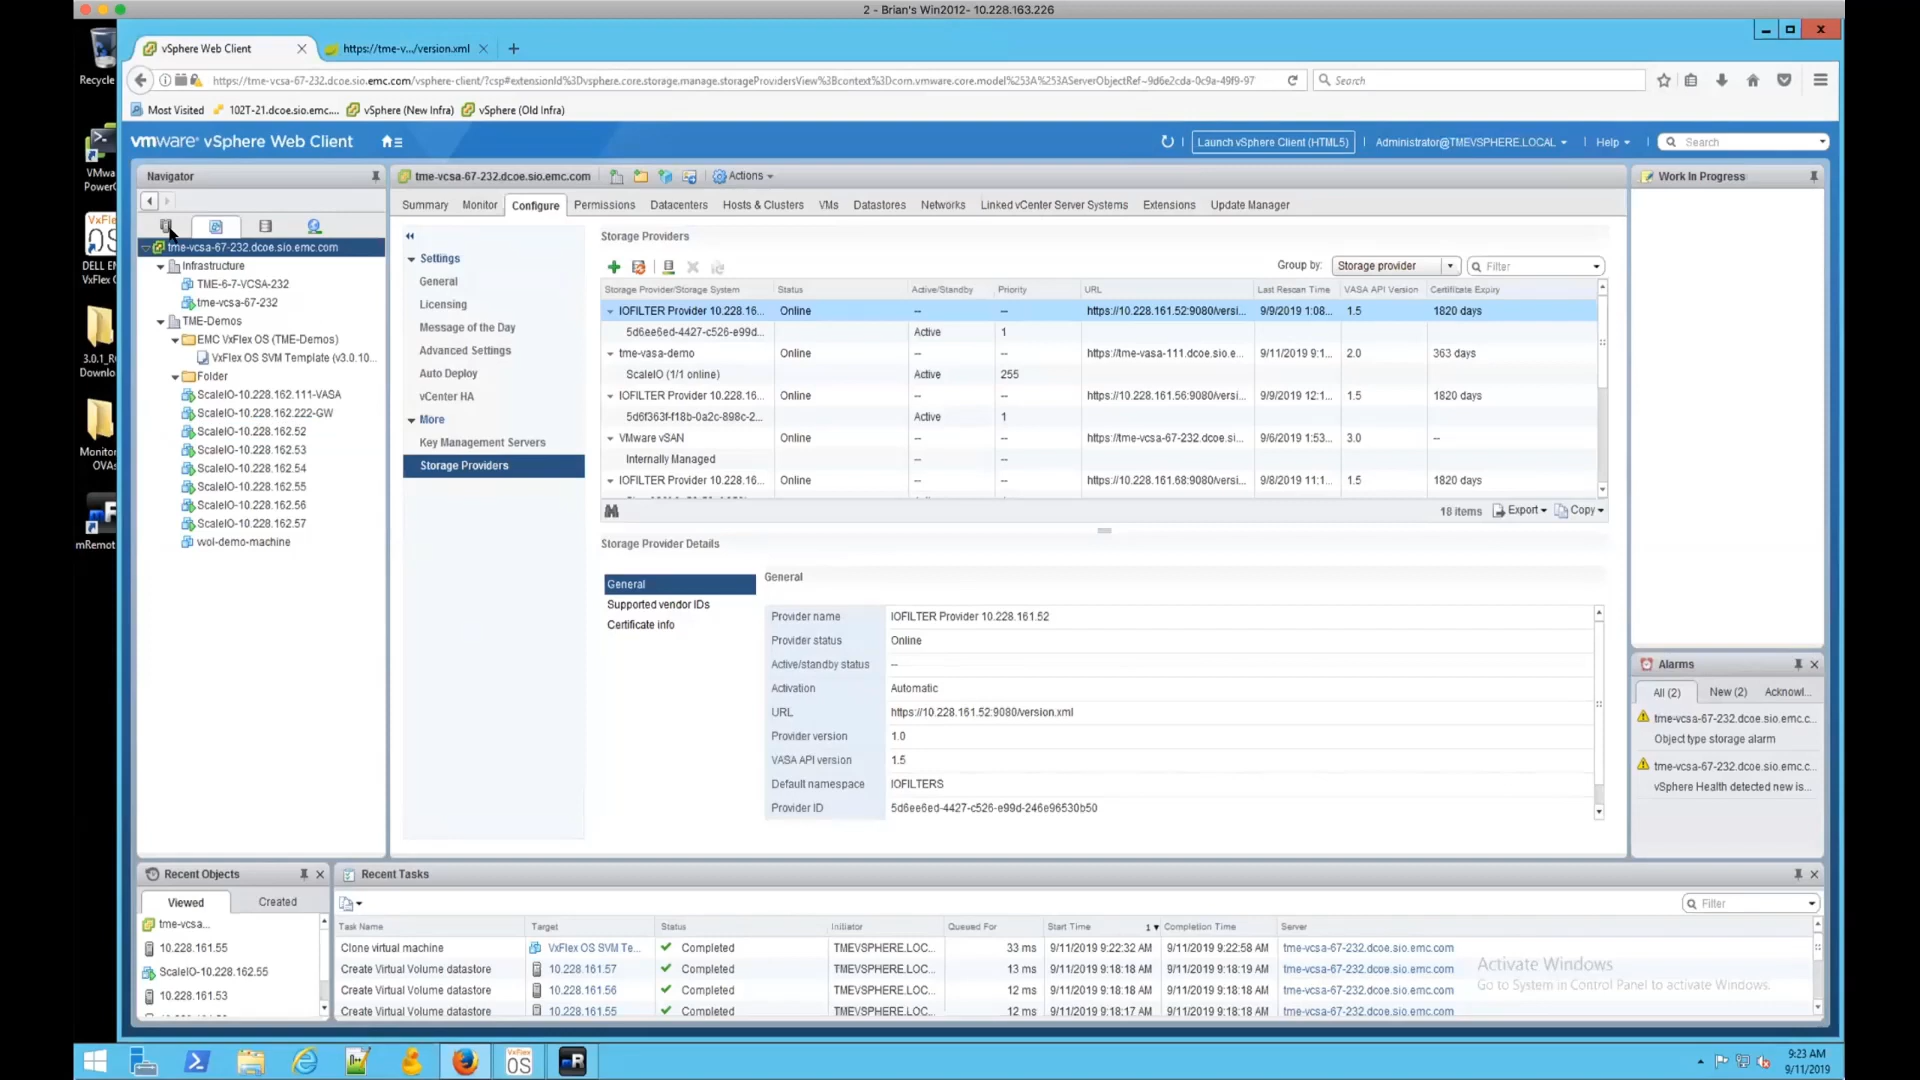 2 - Brian's Win2012- 10.228.163.226
Recycle
VMwa
PowerC
VxFlex
OS
DELL EM
VxFlex (
3.0.1_Ru
Downlo
Monitor
OVAs
mRemot
vSphere Web Client
https://tme-v.../version.xml
https://tme-vcsa-67-232.dcoe.sio.emc.com/vsphere-client/?csp#extensionId%3Dvsphere.core.storage.manage.storageProvidersView%3Bcontext%3Dcom.vmware.core.model%253A%253AServerObjectRef~9d6e2cda-0c9a-49f9-97
Search
Most Visited
102T-21.dcoe.sio.emc....
vSphere (New Infra)
vSphere (Old Infra)
vmware® vSphere Web Client
Launch vSphere Client (HTML5)
Administrator@TMEVSPHERE.LOCAL
Help
Search
Navigator
tme-vcsa-67-232.dcoe.sio.emc.com
Infrastructure
TME-6-7-VCSA-232
tme-vcsa-67-232
TME-Demos
EMC VxFlex OS (TME-Demos)
VxFlex OS SVM Template (v3.0.10...
Folder
ScaleIO-10.228.162.111-VASA
ScaleIO-10.228.162.222-GW
ScaleIO-10.228.162.52
ScaleIO-10.228.162.53
ScaleIO-10.228.162.54
ScaleIO-10.228.162.55
ScaleIO-10.228.162.56
ScaleIO-10.228.162.57
vvol-demo-machine
tme-vcsa-67-232.dcoe.sio.emc.com
Actions
Summary Monitor Configure Permissions Datacenters Hosts & Clusters VMs Datastores Networks Linked vCenter Server Systems Extensions Update Manager
Settings
General
Licensing
Message of the Day
Advanced Settings
Auto Deploy
vCenter HA
More
Key Management Servers
Storage Providers
Storage Providers
Group by: Storage provider Filter
Storage Provider/Storage System Status Active/Standby Priority URL Last Rescan Time VASA API Version Certificate Expiry
IOFILTER Provider 10.228.16... Online -- -- https://10.228.161.52:9080/versi... 9/9/2019 1:08... 1.5 1820 days
5d6ee6ed-4427-c526-e99d... Active 1
tme-vasa-demo Online -- -- https://tme-vasa-111.dcoe.sio.e... 9/11/2019 9:1... 2.0 363 days
ScaleIO (1/1 online) Active 255
IOFILTER Provider 10.228.16... Online -- -- https://10.228.161.56:9080/versi... 9/9/2019 12:1... 1.5 1820 days
5d6f363f-f18b-0a2c-898c-2... Active 1
VMware vSAN Online -- -- https://tme-vcsa-67-232.dcoe.si... 9/6/2019 1:53... 3.0 --
Internally Managed -- --
IOFILTER Provider 10.228.16... Online -- -- https://10.228.161.68:9080/versi... 9/8/2019 11:1... 1.5 1820 days
18 items Export Copy
Storage Provider Details
General
Supported vendor IDs
Certificate info
General
Provider name IOFILTER Provider 10.228.161.52
Provider status Online
Active/standby status --
Activation Automatic
URL https://10.228.161.52:9080/version.xml
Provider version 1.0
VASA API version 1.5
Default namespace IOFILTERS
Provider ID 5d6ee6ed-4427-c526-e99d-246e96530b50
Work In Progress
Alarms
All (2) New (2) Acknowl...
tme-vcsa-67-232.dcoe.sio.emc.c...
Object type storage alarm
tme-vcsa-67-232.dcoe.sio.emc.c...
vSphere Health detected new is...
Recent Objects
Viewed Created
tme-vcsa...
10.228.161.55
ScaleIO-10.228.162.55
10.228.161.53
Recent Tasks
Filter
Task Name Target Status Initiator Queued For Start Time 1 Completion Time Server
Clone virtual machine VxFlex OS SVM Te... Completed TMEVSPHERE.LOC... 33 ms 9/11/2019 9:22:32 AM 9/11/2019 9:22:58 AM tme-vcsa-67-232.dcoe.sio.emc.com
Create Virtual Volume datastore 10.228.161.57 Completed TMEVSPHERE.LOC... 13 ms 9/11/2019 9:18:18 AM 9/11/2019 9:18:19 AM tme-vcsa-67-232.dcoe.sio.emc.com
Create Virtual Volume datastore 10.228.161.56 Completed TMEVSPHERE.LOC... 12 ms 9/11/2019 9:18:18 AM 9/11/2019 9:18:18 AM tme-vcsa-67-232.dcoe.sio.emc.com
Create Virtual Volume datastore 10.228.161.55 Completed TMEVSPHERE.LOC... 12 ms 9/11/2019 9:18:17 AM 9/11/2019 9:18:18 AM tme-vcsa-67-232.dcoe.sio.emc.com
Activate Windows
Go to System in Control Panel to activate Windows.
VxFlex
OS
9:23 AM
9/11/2019